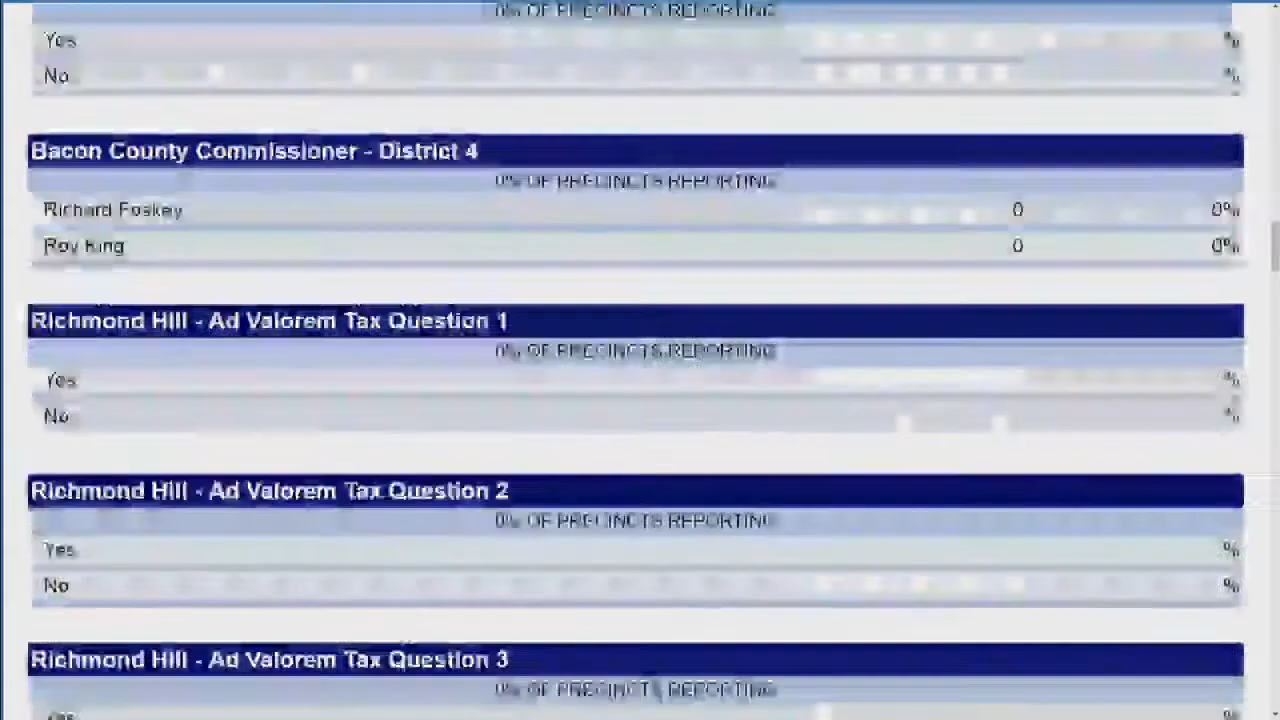 0% OF PRECINCTS REPORTING
Yes %
No %
Bacon County Commissioner - District 4
0% OF PRECINCTS REPORTING
Richard Foskey 0 0%
Roy King 0 0%
Richmond Hill - Ad Valorem Tax Question 1
0% OF PRECINCTS REPORTING
Yes %
No %
Richmond Hill - Ad Valorem Tax Question 2
0% OF PRECINCTS REPORTING
Yes %
No %
Richmond Hill - Ad Valorem Tax Question 3
0% OF PRECINCTS REPORTING
Yes %